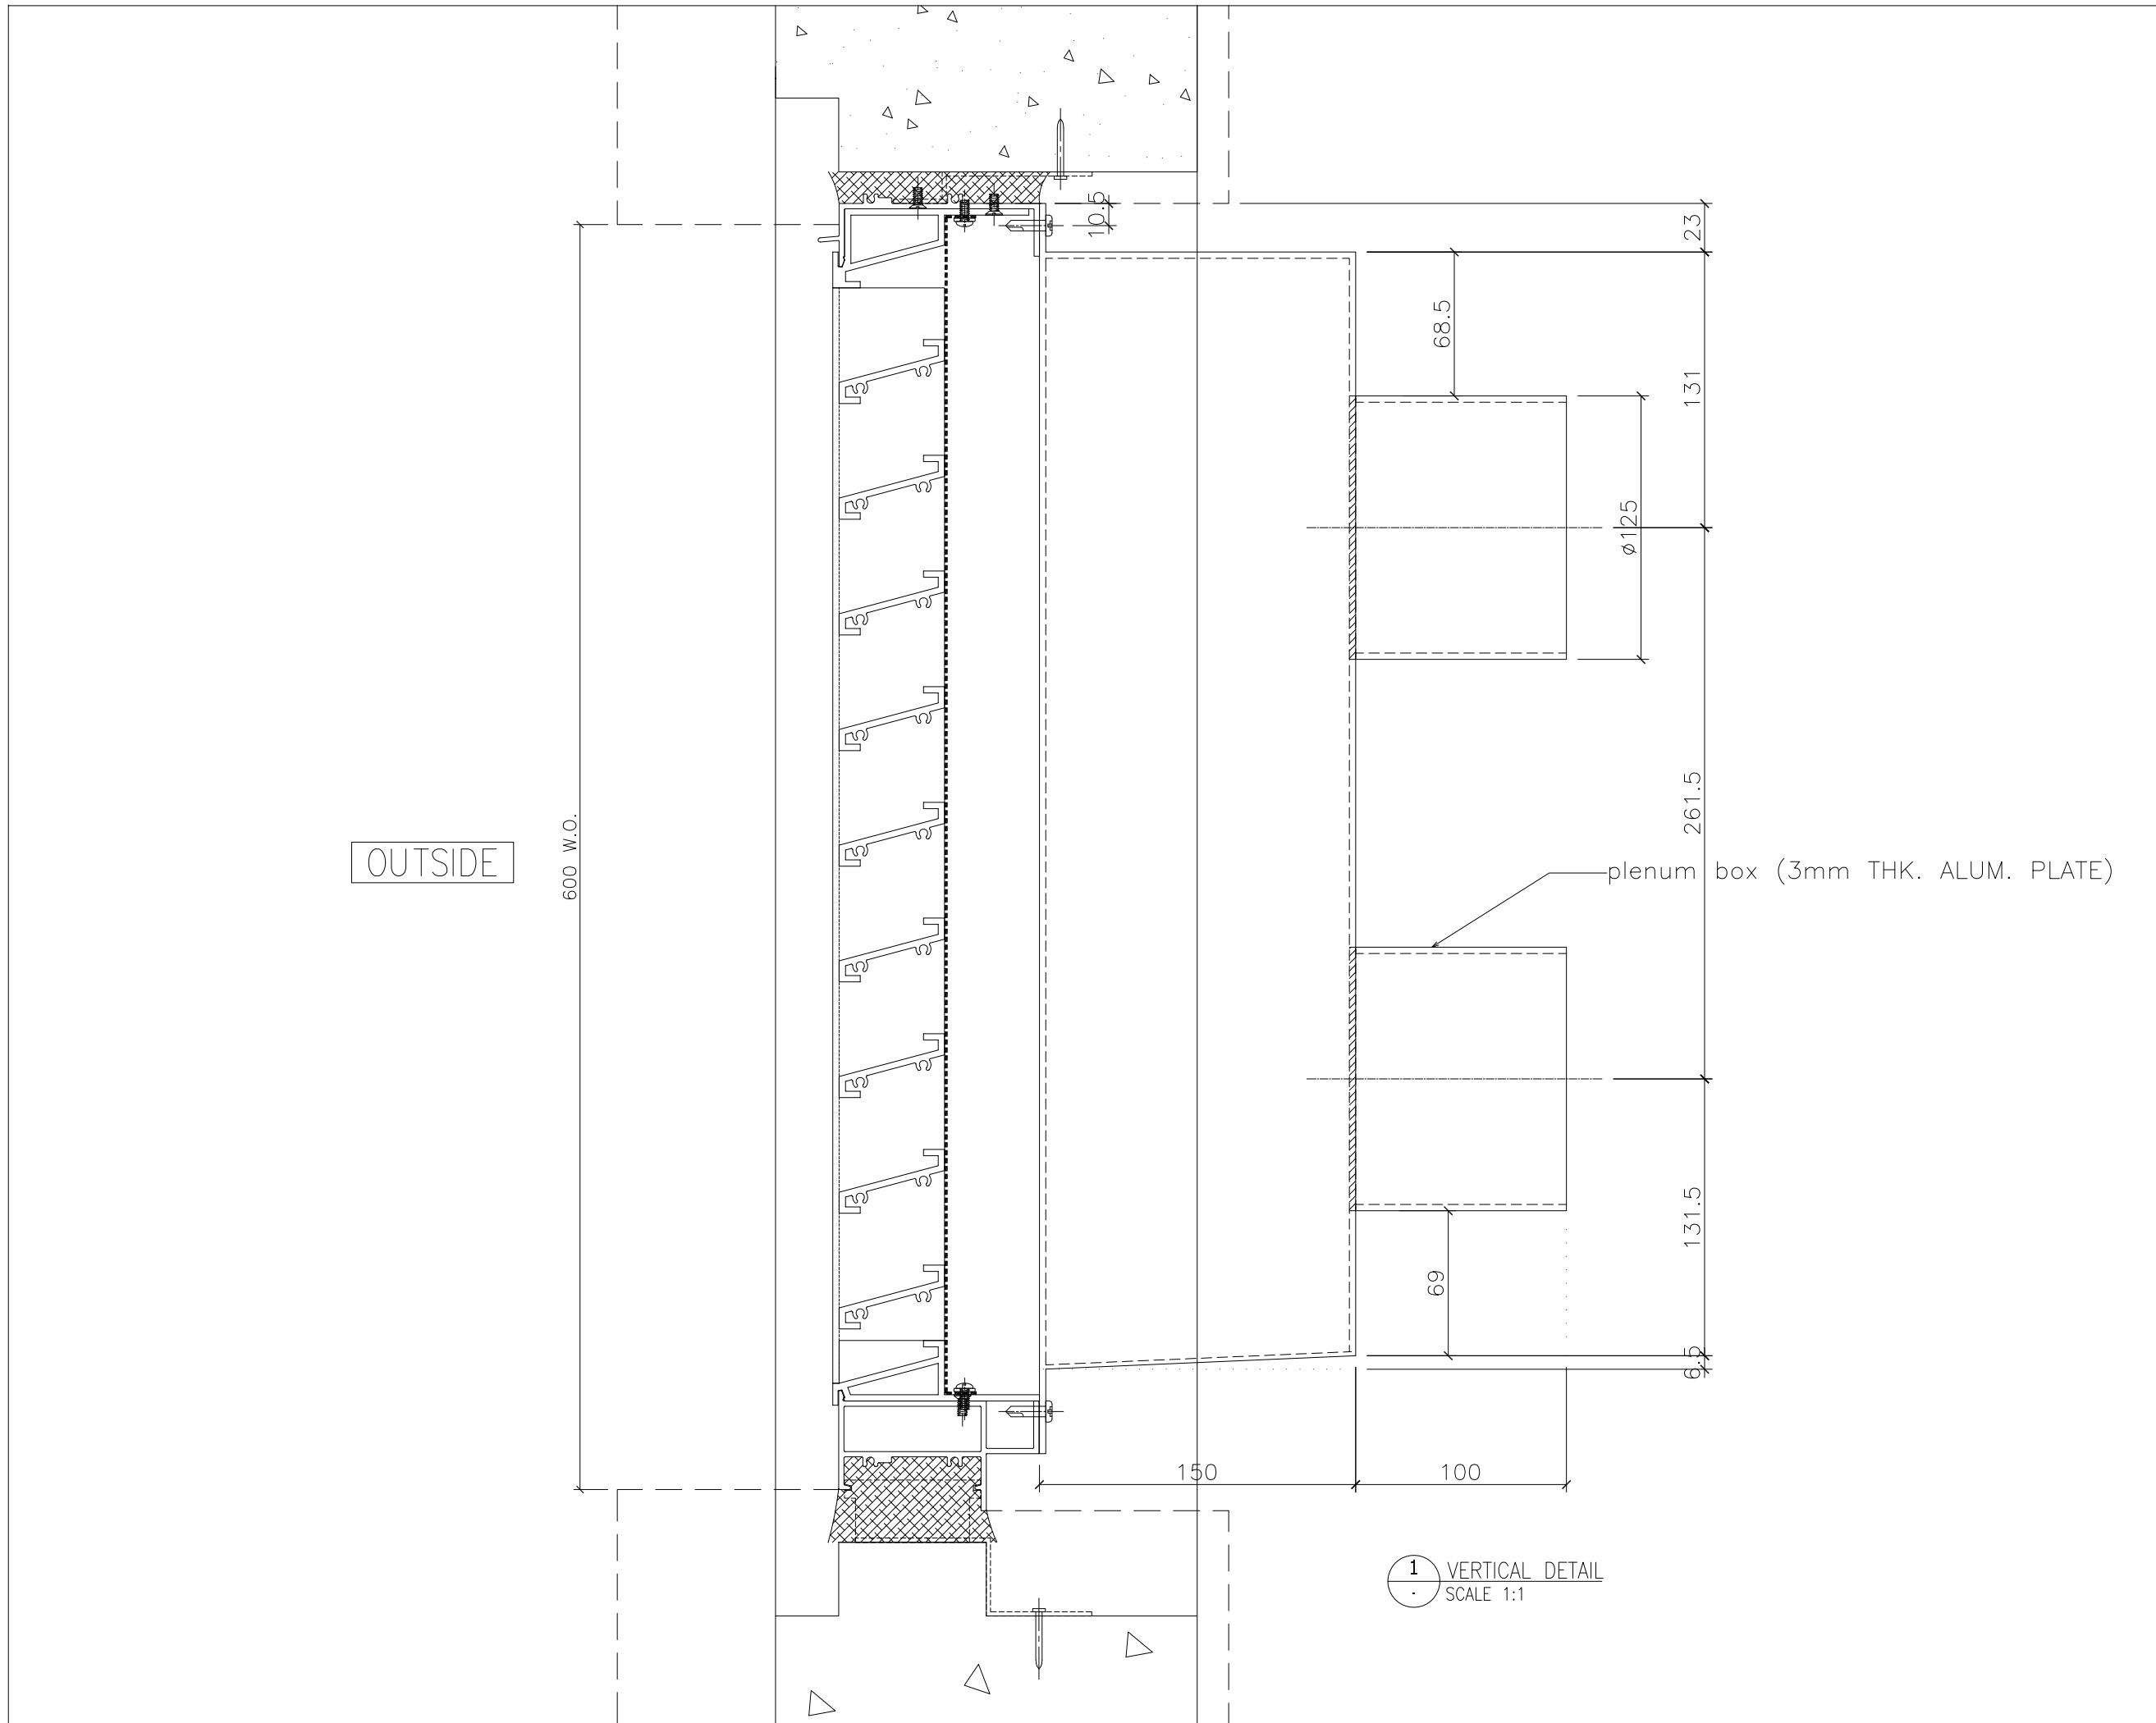 10.5
23
68.5
131
ø125
261.5
600 W.O.
OUTSIDE
plenum box (3mm THK. ALUM. PLATE)
131.5
69
6.5
150
100
1
VERTICAL DETAIL
-
SCALE 1:1